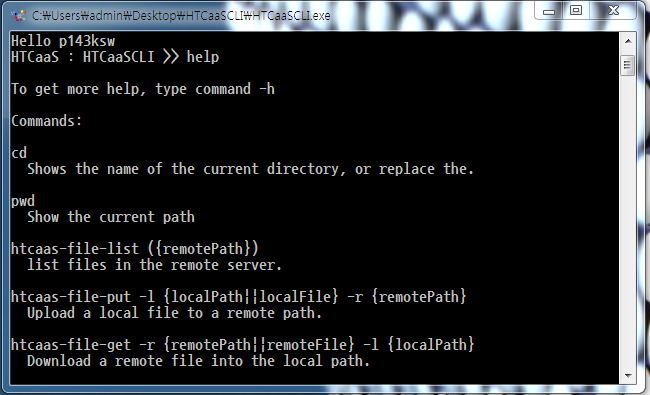 C:₩Users₩admin₩Desktop₩HTCaaSCLI₩HTCaaSCLI.exe
Hello p143ksw
HTCaaS : HTCaaSCLI >> help
To get more help, type command -h
Commands:
cd
Shows the name of the current directory, or replace the.
pwd
Show the current path
htcaas-file-list ({remotePath})
list files in the remote server.
htcaas-file-put -l {localPath¦¦localFile} -r {remotePath}
Upload a local file to a remote path.
htcaas-file-get -r {remotePath¦¦remoteFile} -l {localPath}
Download a remote file into the local path.